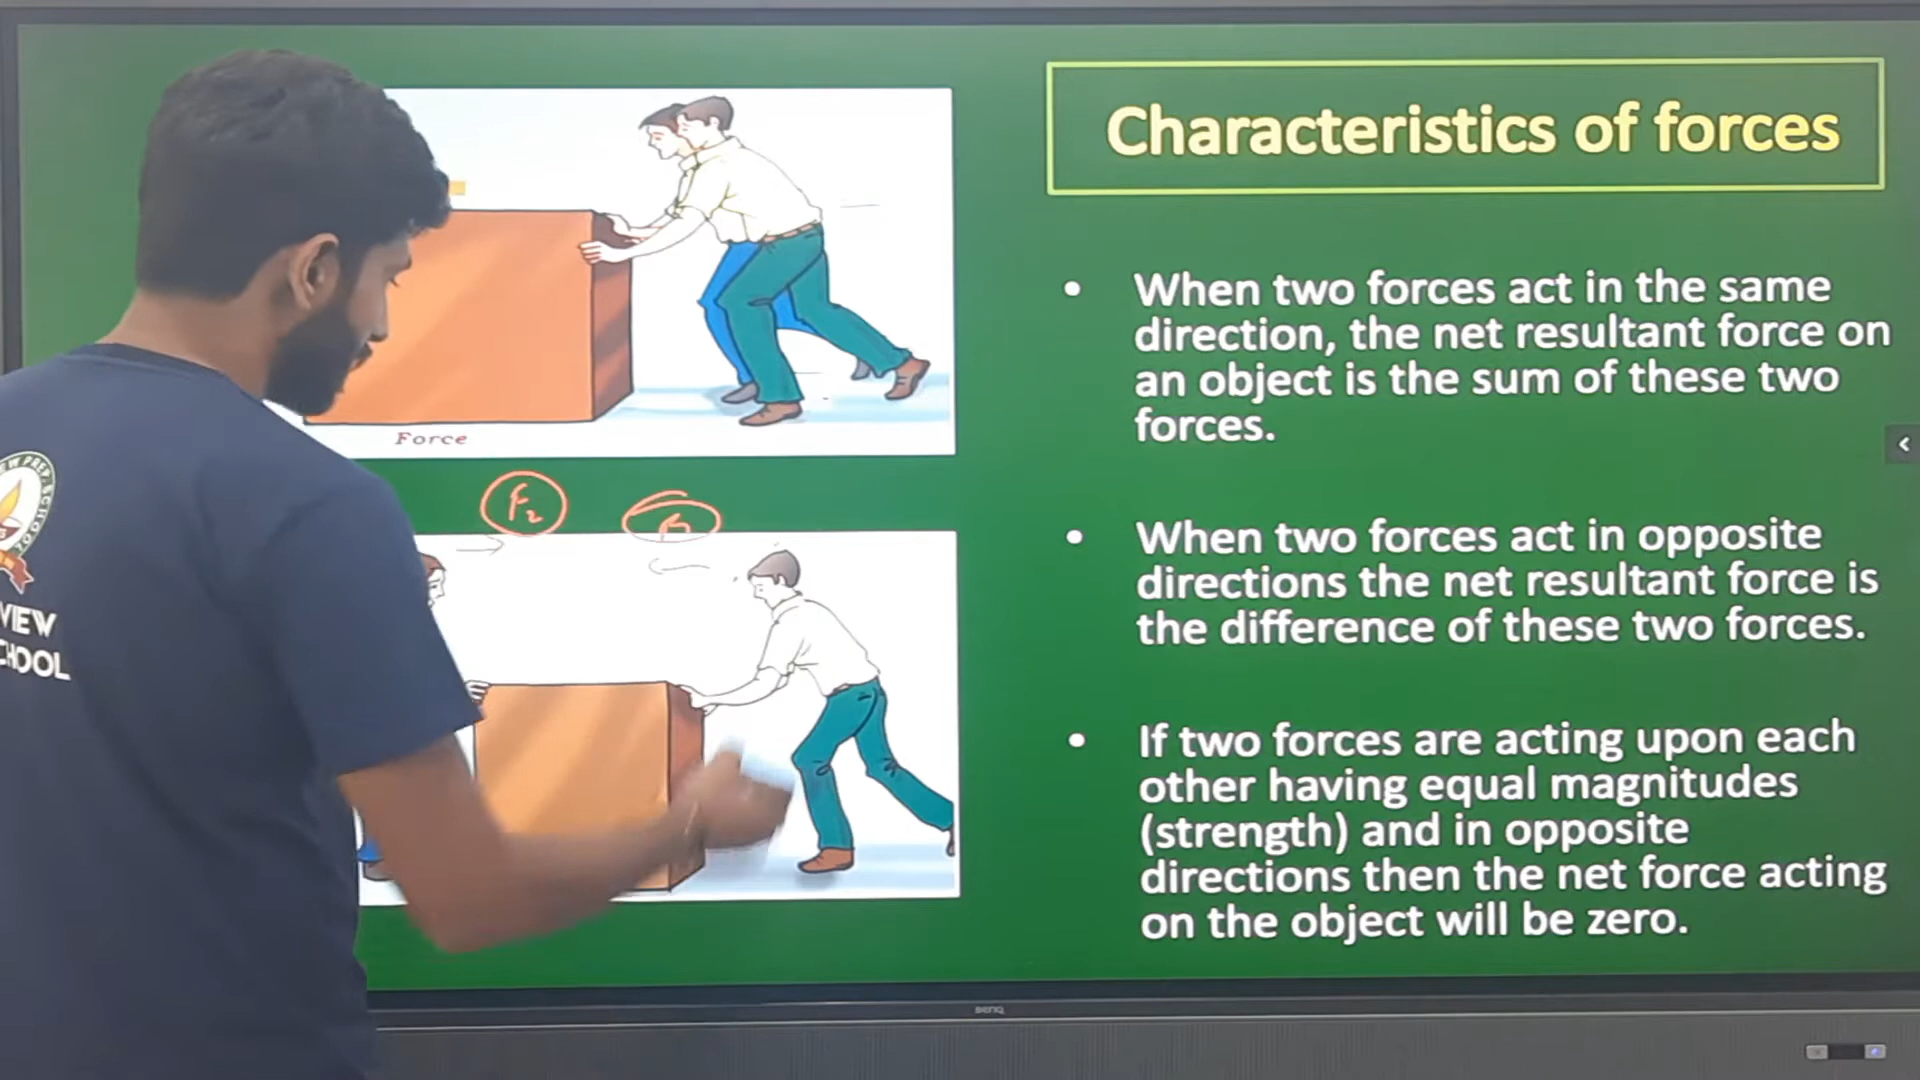 Characteristics of forces
• When two forces act in the same
direction, the net resultant force on
an object is the sum of these two
forces.
• When two forces act in opposite
directions the net resultant force is
the difference of these two forces.
• If two forces are acting upon each
other having equal magnitudes
(strength) and in opposite
directions then the net force acting
on the object will be zero.
Force
F₂
VIEW
BenQ